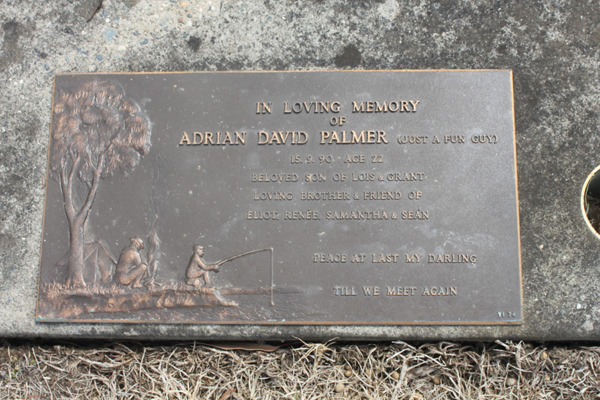 IN LOVING MEMORY
OF
ADRIAN DAVID PALMER (JUST A FUN GUY)
15.9.90 - AGE 22
BELOVED SON OF LOIS & GRANT
LOVING BROTHER & FRIEND OF
ELIOT, RENEE, SAMANTHA & SEAN
PEACE AT LAST MY DARLING
TILL WE MEET AGAIN